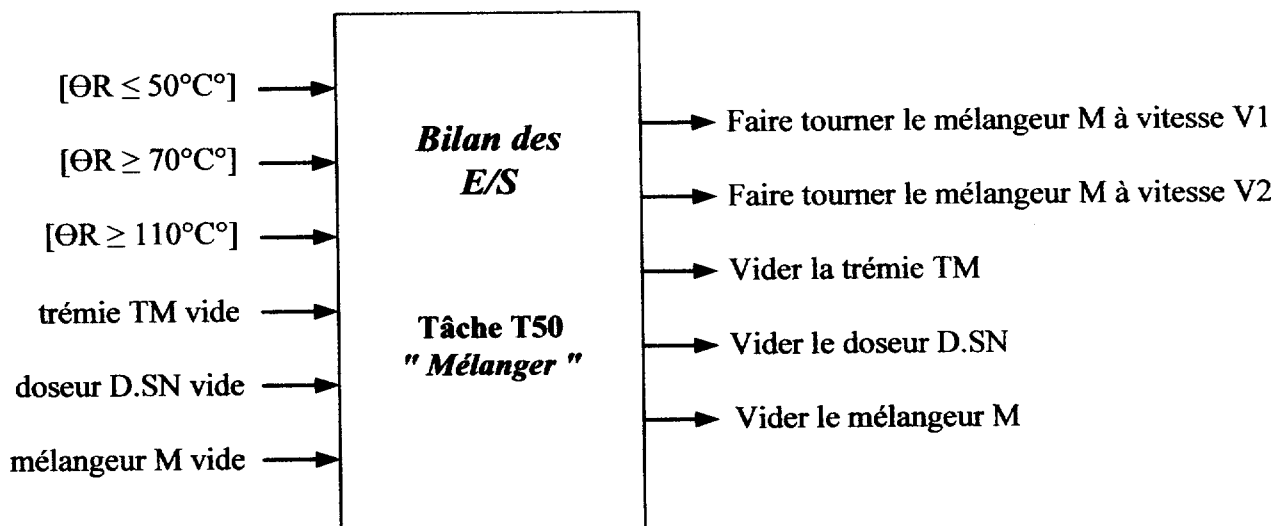 [ΘR ≤ 50°C°]
[ΘR ≥ 70°C°]
[ΘR ≥ 110°C°]
trémie TM vide
doseur D.SN vide
mélangeur M vide
Bilan des
E/S
Tâche T50
" Mélanger "
Faire tourner le mélangeur M à vitesse V1
Faire tourner le mélangeur M à vitesse V2
Vider la trémie TM
Vider le doseur D.SN
Vider le mélangeur M